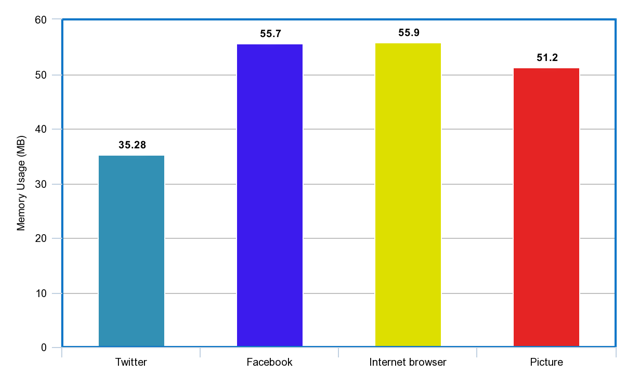 60
50
40
30
20
10
0
Memory Usage (MB)
35.28
55.7
55.9
51.2
Twitter
Facebook
Internet browser
Picture